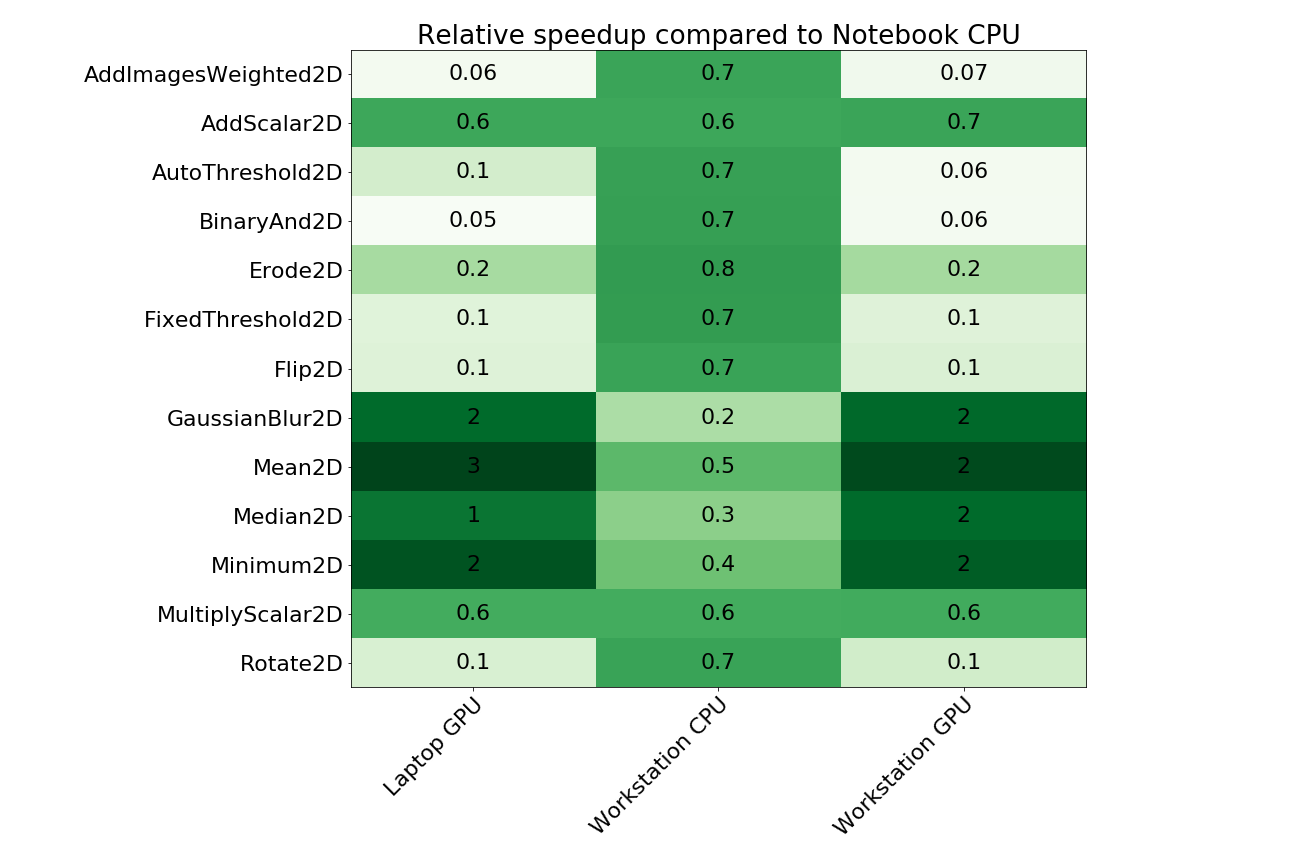 Relative speedup compared to Notebook CPU
AddImagesWeighted2D 0.06 0.7 0.07
AddScalar2D 0.6 0.6 0.7
AutoThreshold2D 0.1 0.7 0.06
BinaryAnd2D 0.05 0.7 0.06
Erode2D 0.2 0.8 0.2
FixedThreshold2D 0.1 0.7 0.1
Flip2D 0.1 0.7 0.1
GaussianBlur2D 2 0.2 2
Mean2D 3 0.5 2
Median2D 1 0.3 2
Minimum2D 2 0.4 2
MultiplyScalar2D 0.6 0.6 0.6
Rotate2D 0.1 0.7 0.1
Laptop GPU
Workstation CPU
Workstation GPU